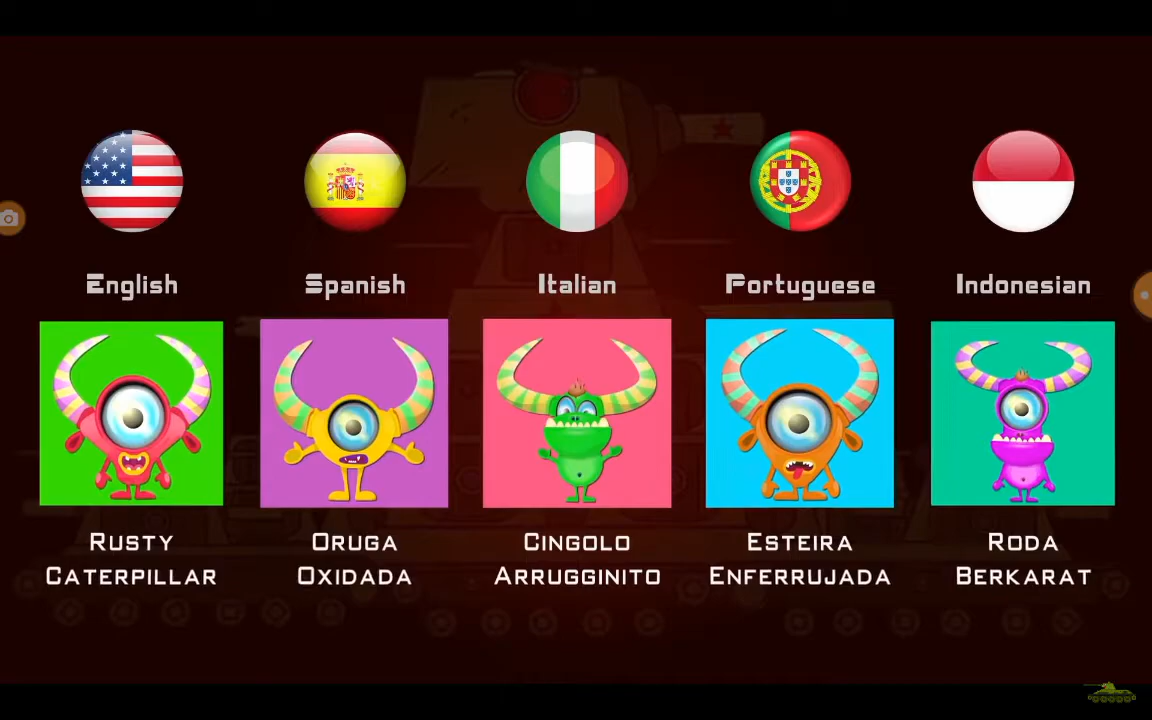 English
Spanish
Italian
Portuguese
Indonesian
Rusty
Caterpillar
Oruga
Oxidada
Cingolo
Arrugginito
Esteira
Enferrujada
Roda
Berkarat